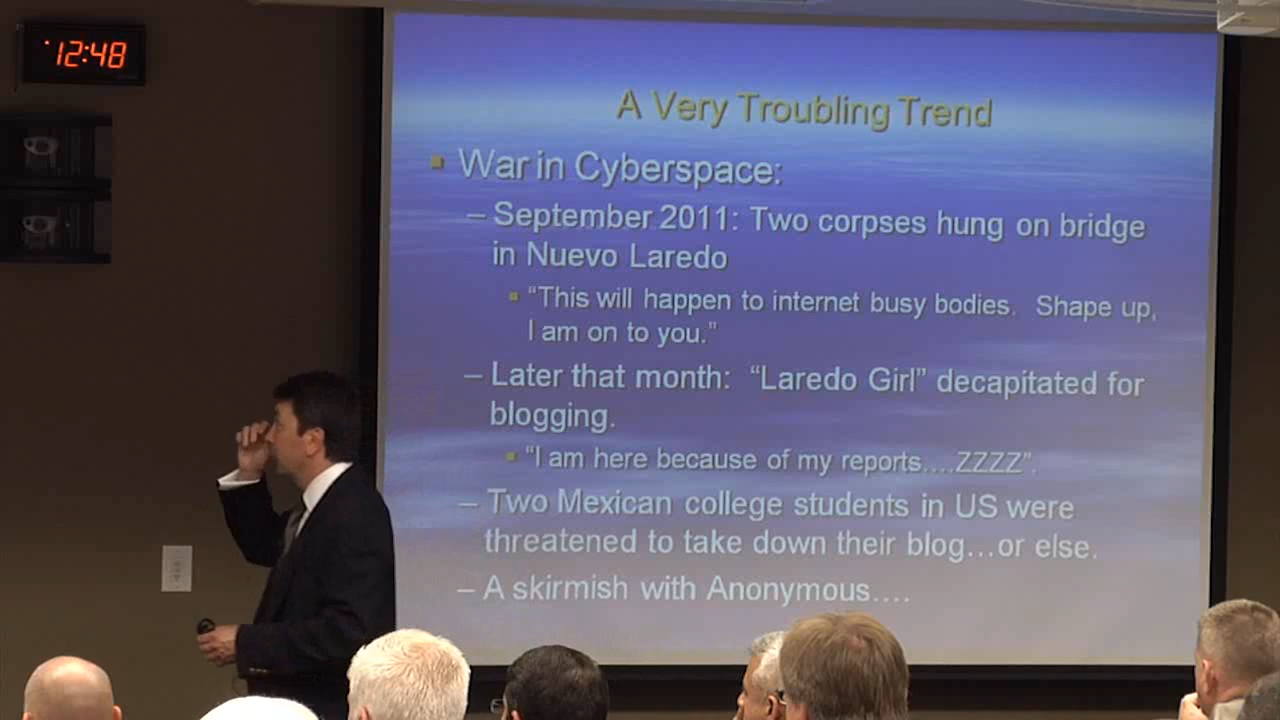 12:48
A Very Troubling Trend
▪ War in Cyberspace:
– September 2011: Two corpses hung on bridge
in Nuevo Laredo
▪ “This will happen to internet busy bodies. Shape up,
I am on to you.”
– Later that month: “Laredo Girl” decapitated for
blogging.
▪ “I am here because of my reports....ZZZZ”.
– Two Mexican college students in US were
threatened to take down their blog...or else.
– A skirmish with Anonymous....